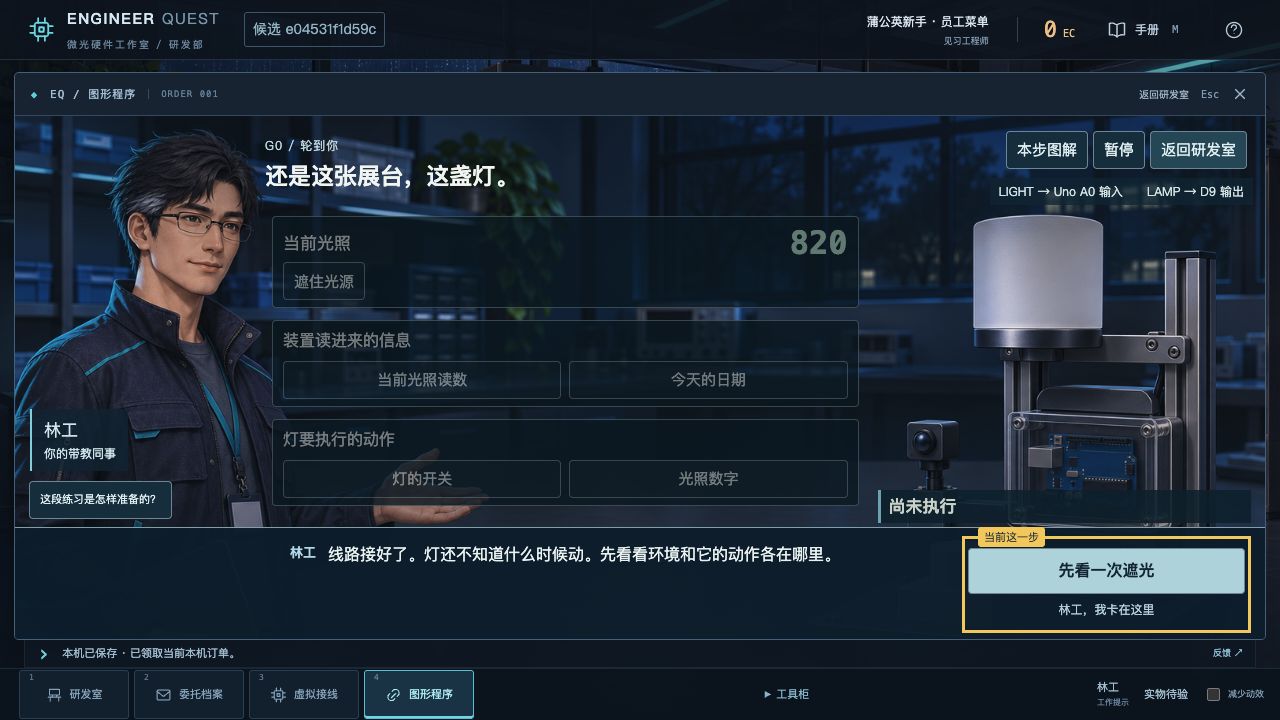 ENGINEER QUEST
微光硬件工作室 / 研发部
候选 e04531f1d59c
蒲公英新手 · 员工菜单
见习工程师
0 EC
手册 M
?
EQ / 图形程序 ORDER 001
返回研发室 Esc
GO / 轮到你
还是这张展台，这盏灯。
本步图解
暂停
返回研发室
LIGHT → Uno A0 输入
LAMP → D9 输出
当前光照
820
遮住光源
装置读进来的信息
当前光照读数
今天的日期
灯要执行的动作
灯的开关
光照数字
林工
你的带教同事
这段练习是怎样准备的？
尚未执行
林工 线路接好了。灯还不知道什么时候动。先看看环境和它的动作各在哪里。
当前这一步
先看一次遮光
林工，我卡在这里
本机已保存 · 已领取当前本机订单。
反馈 ↗
1 研发室
2 委托档案
3 虚拟接线
4 图形程序
工具柜
林工
工作提示
实物待验
减少动效